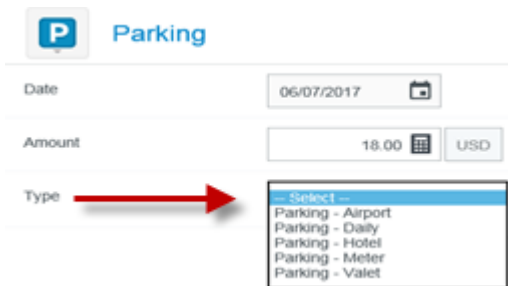 P Parking
Date 06/07/2017
Amount 18.00 USD
Type -- Select --
Parking - Airport
Parking - Daily
Parking - Hotel
Parking - Meter
Parking - Valet